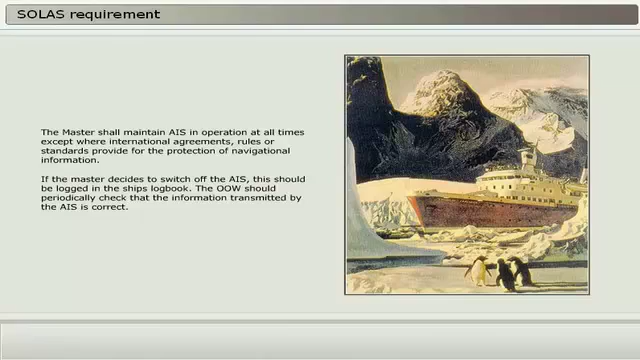 SOLAS requirement
The Master shall maintain AIS in operation at all times
except where international agreements, rules or
standards provide for the protection of navigational
information.
If the master decides to switch off the AIS, this should
be logged in the ships logbook. The OOW should
periodically check that the information transmitted by
the AIS is correct.